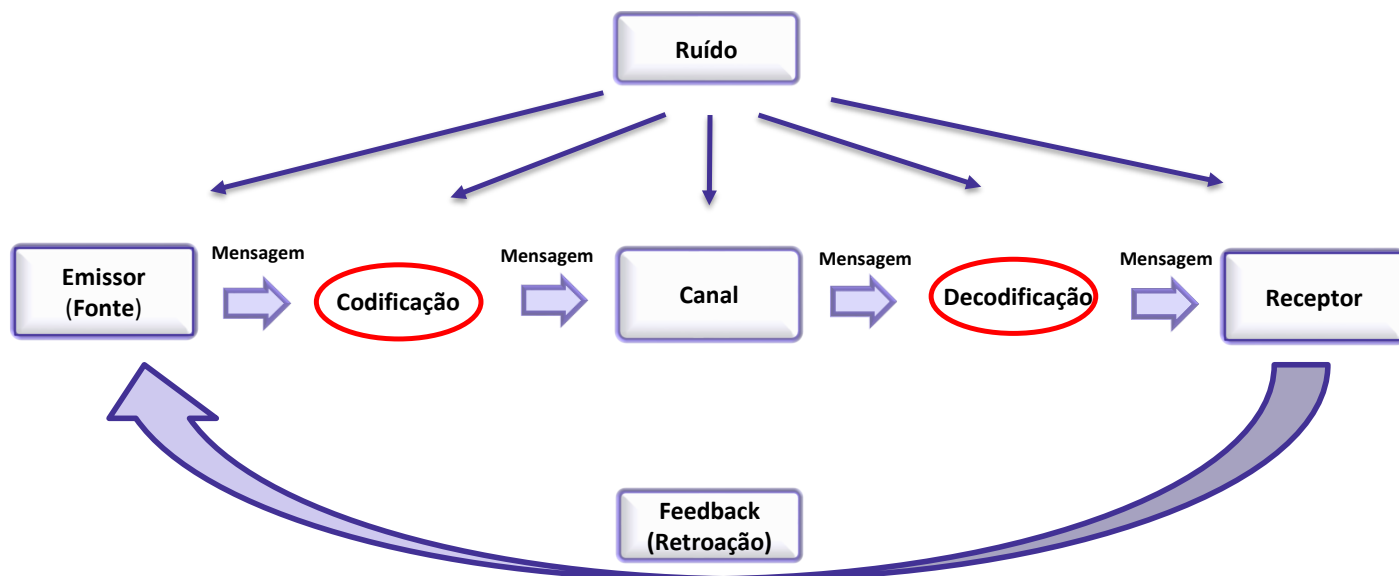 Ruído
Mensagem
Mensagem
Mensagem
Mensagem
Emissor
(Fonte)
Codificação
Canal
Decodificação
Receptor
Feedback
(Retroação)